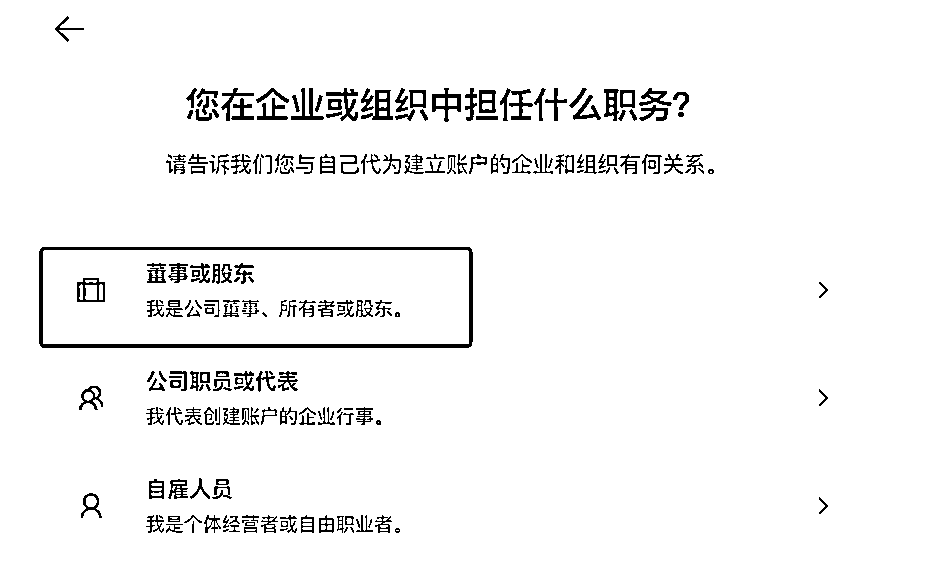 您在企业或组织中担任什么职务?
请告诉我们您与自己代为建立账户的企业和组织有何关系。
董事或股东
我是公司董事、所有者或股东。
公司职员或代表
我代表创建账户的企业行事。
自雇人员
我是个体经营者或自由职业者。